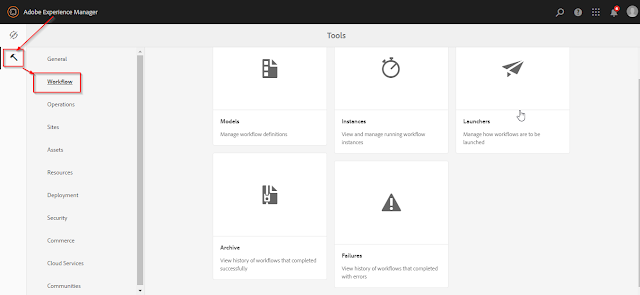 Adobe Experience Manager
Tools
General
Workflow
Operations
Sites
Assets
Resources
Deployment
Security
Commerce
Cloud Services
Communities
Models
Manage workflow definitions
Instances
View and manage running workflow
instances
Launchers
Manage how workflows are to be
launched
Archive
View history of workflows that completed
successfully
Failures
View history of workflows that completed
with errors